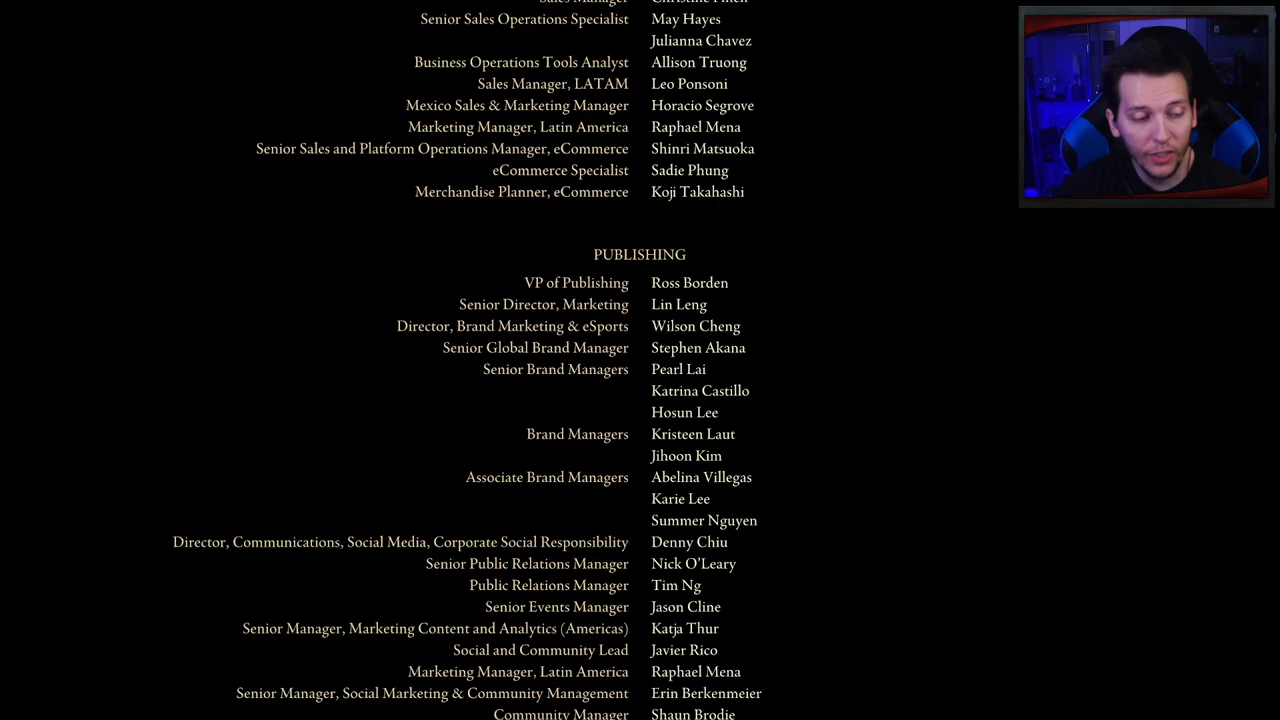 Senior Sales Operations Specialist May Hayes
Julianna Chavez
Business Operations Tools Analyst Allison Truong
Sales Manager, LATAM Leo Ponsoni
Mexico Sales & Marketing Manager Horacio Segrove
Marketing Manager, Latin America Raphael Mena
Senior Sales and Platform Operations Manager, eCommerce Shinri Matsuoka
eCommerce Specialist Sadie Phung
Merchandise Planner, eCommerce Koji Takahashi
PUBLISHING
VP of Publishing Ross Borden
Senior Director, Marketing Lin Leng
Director, Brand Marketing & eSports Wilson Cheng
Senior Global Brand Manager Stephen Akana
Senior Brand Managers Pearl Lai
Katrina Castillo
Hosun Lee
Brand Managers Kristeen Laut
Jihoon Kim
Associate Brand Managers Abelina Villegas
Karie Lee
Summer Nguyen
Director, Communications, Social Media, Corporate Social Responsibility Denny Chiu
Senior Public Relations Manager Nick O'Leary
Public Relations Manager Tim Ng
Senior Events Manager Jason Cline
Senior Manager, Marketing Content and Analytics (Americas) Katja Thur
Social and Community Lead Javier Rico
Marketing Manager, Latin America Raphael Mena
Senior Manager, Social Marketing & Community Management Erin Berkenmeier
Community Manager Shaun Brodie